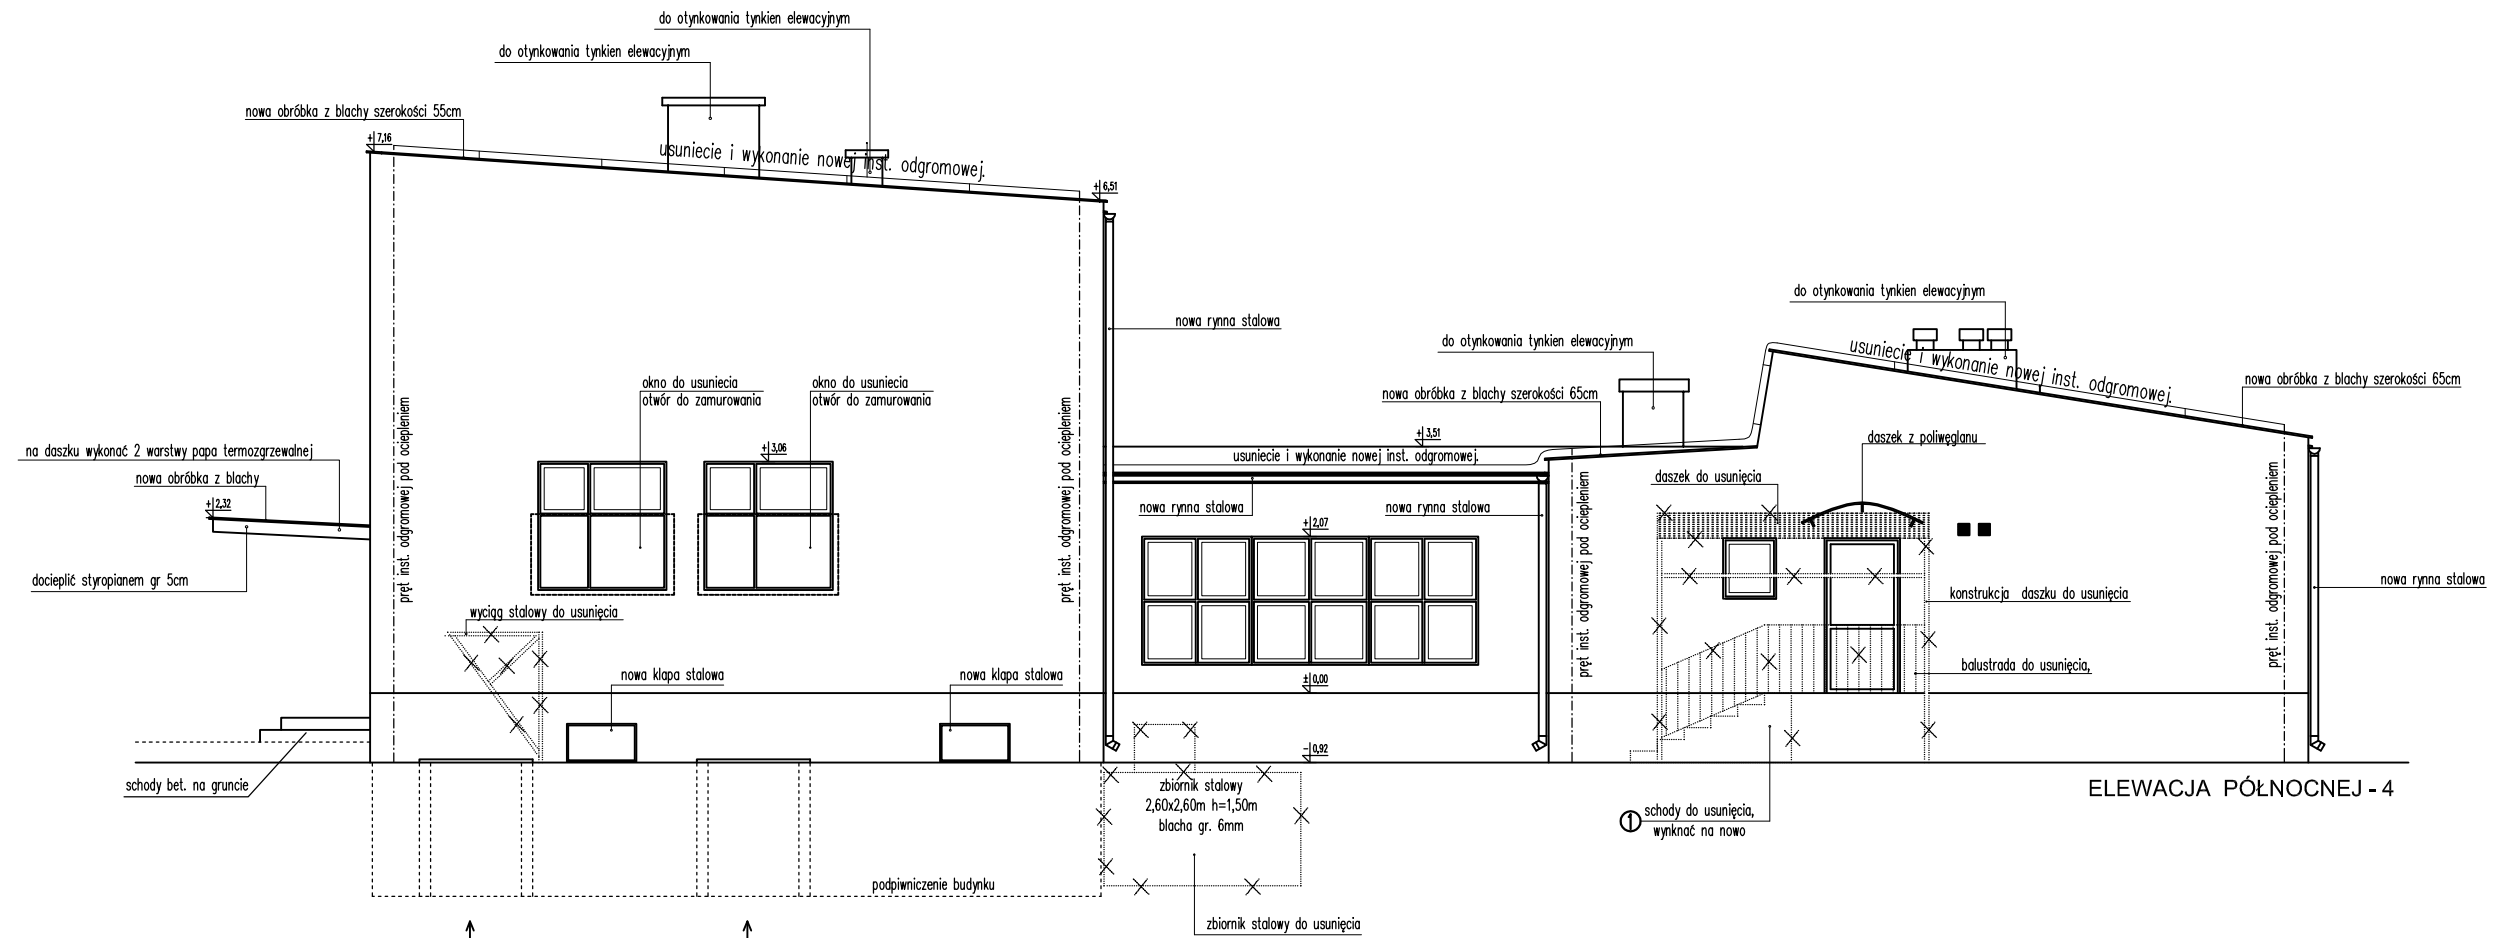 do otynkowania tynkien elewacyjnym
do otynkowania tynkien elewacyjnym
nowa obróbka z blachy szerokości 55cm
+ 7,16
usuniecie i wykonanie nowej inst. odgromowej.
+ 6,51
do otynkowania tynkien elewacyjnym
nowa rynna stalowa
do otynkowania tynkien elewacyjnym
usuniecie i wykonanie nowej inst. odgromowej.
okno do usuniecia
otwór do zamurowania
okno do usuniecia
otwór do zamurowania
nowa obróbka z blachy szerokości 65cm
nowa obróbka z blachy szerokości 65cm
+ 3,51
+ 3,06
daszek z poliwęglanu
na daszku wykonać 2 warstwy papa termozgrzewalnej
usuniecie i wykonanie nowej inst. odgromowej.
nowa obróbka z blachy
daszek do usunięcia
+ 2,32
nowa rynna stalowa
nowa rynna stalowa
pręt inst. odgromowej pod ociepleniem
pręt inst. odgromowej pod ociepleniem
pręt inst. odgromowej pod ociepleniem
pręt inst. odgromowej pod ociepleniem
+ 2,07
docieplić styropianem gr 5cm
nowa rynna stalowa
konstrukcja daszku do usunięcia
wyciąg stalowy do usunięcia
balustrada do usunięcia,
nowa klapa stalowa
nowa klapa stalowa
± 0,00
- 0,92
schody bet. na gruncie
zbiornik stalowy
2,60x2,60m h=1,50m
blacha gr. 6mm
ELEWACJA PÓŁNOCNEJ - 4
1
schody do usunięcia,
wynknać na nowo
podpiwniczenie budynku
zbiornik stalowy do usunięcia